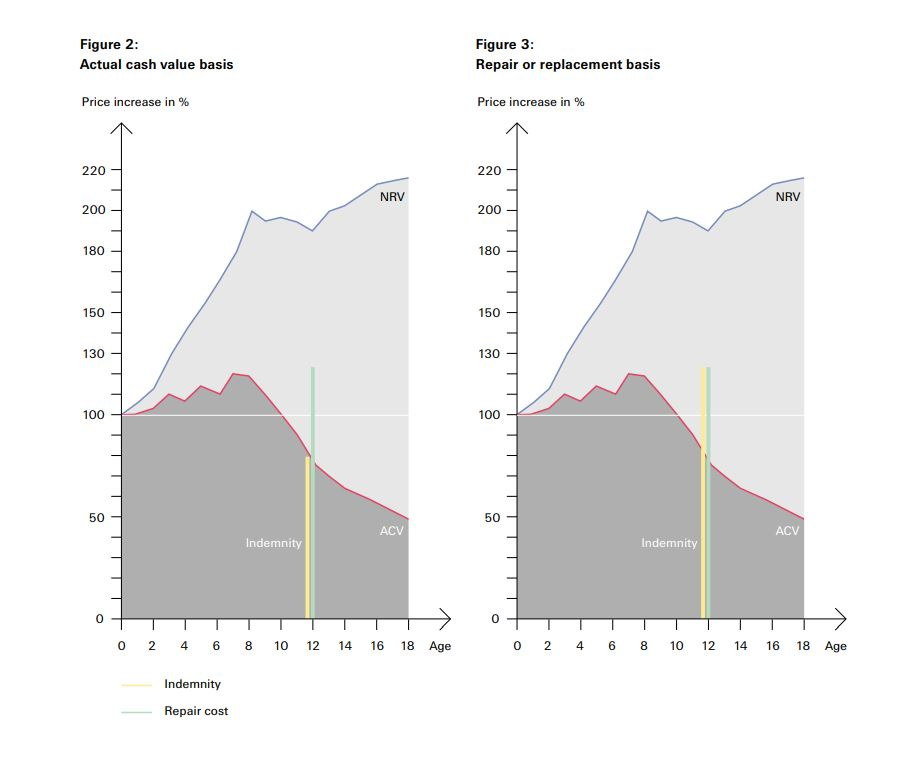 Figure 2:
Actual cash value basis
Price increase in %
220
200
180
150
130
100
50
0
NRV
ACV
Indemnity
0 2 4 6 8 10 12 14 16 18 Age
Indemnity
Repair cost
Figure 3:
Repair or replacement basis
Price increase in %
220
200
180
150
130
100
50
0
NRV
ACV
Indemnity
0 2 4 6 8 10 12 14 16 18 Age